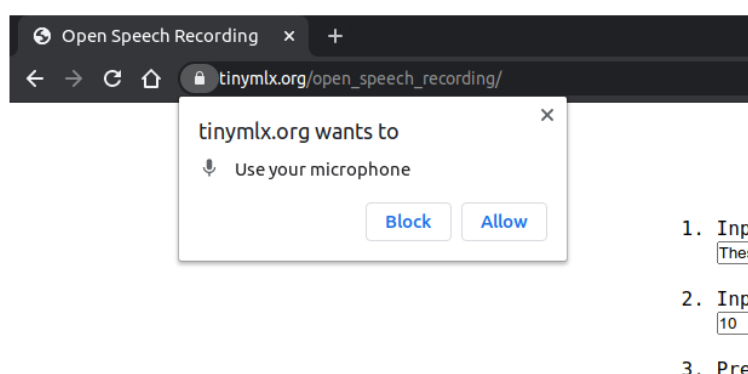 Open Speech Recording
tinymlx.org/open_speech_recording/
tinymlx.org wants to
Use your microphone
Block Allow
1. Inp
Thes
2. Inp
10
3. Pre